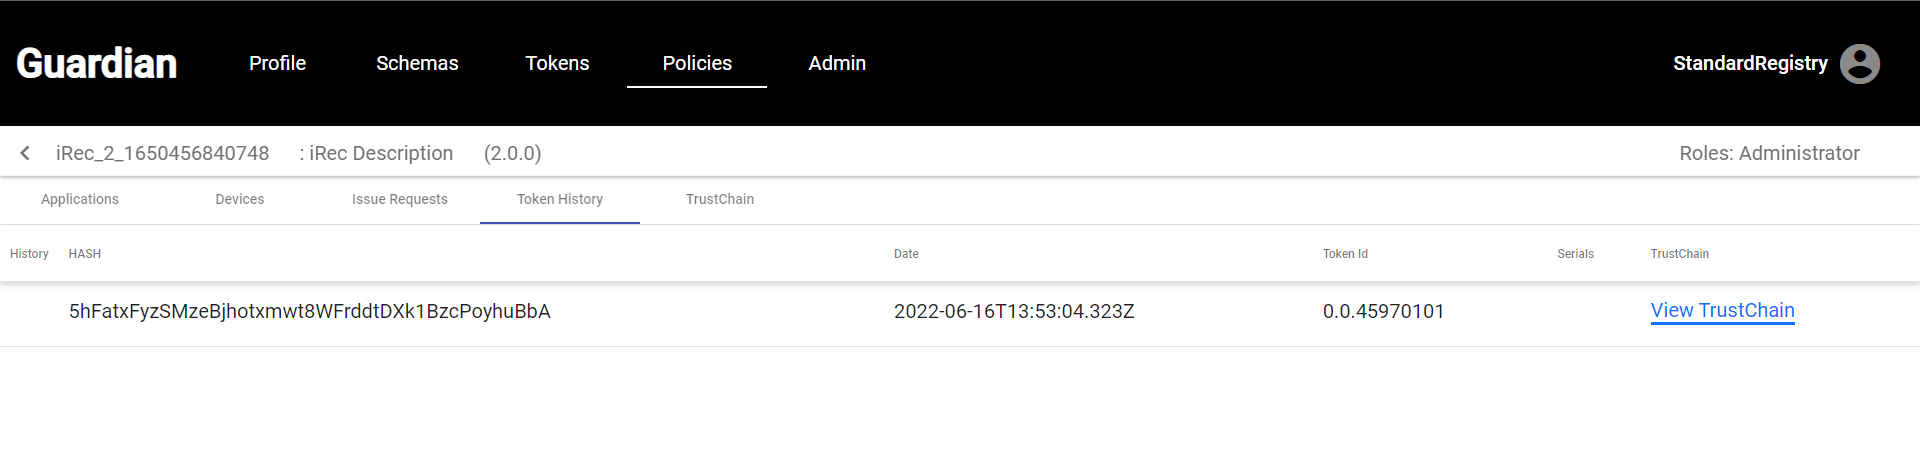 Guardian Profile Schemas Tokens Policies Admin StandardRegistry
iRec_2_1650456840748 : iRec Description (2.0.0) Roles: Administrator
Applications Devices Issue Requests Token History TrustChain
History HASH Date Token Id Serials TrustChain
5hFatxFyzSMzeBjhotxmwt8WFrddtDXk1BzcPoyhuBbA 2022-06-16T13:53:04.323Z 0.0.45970101 View TrustChain